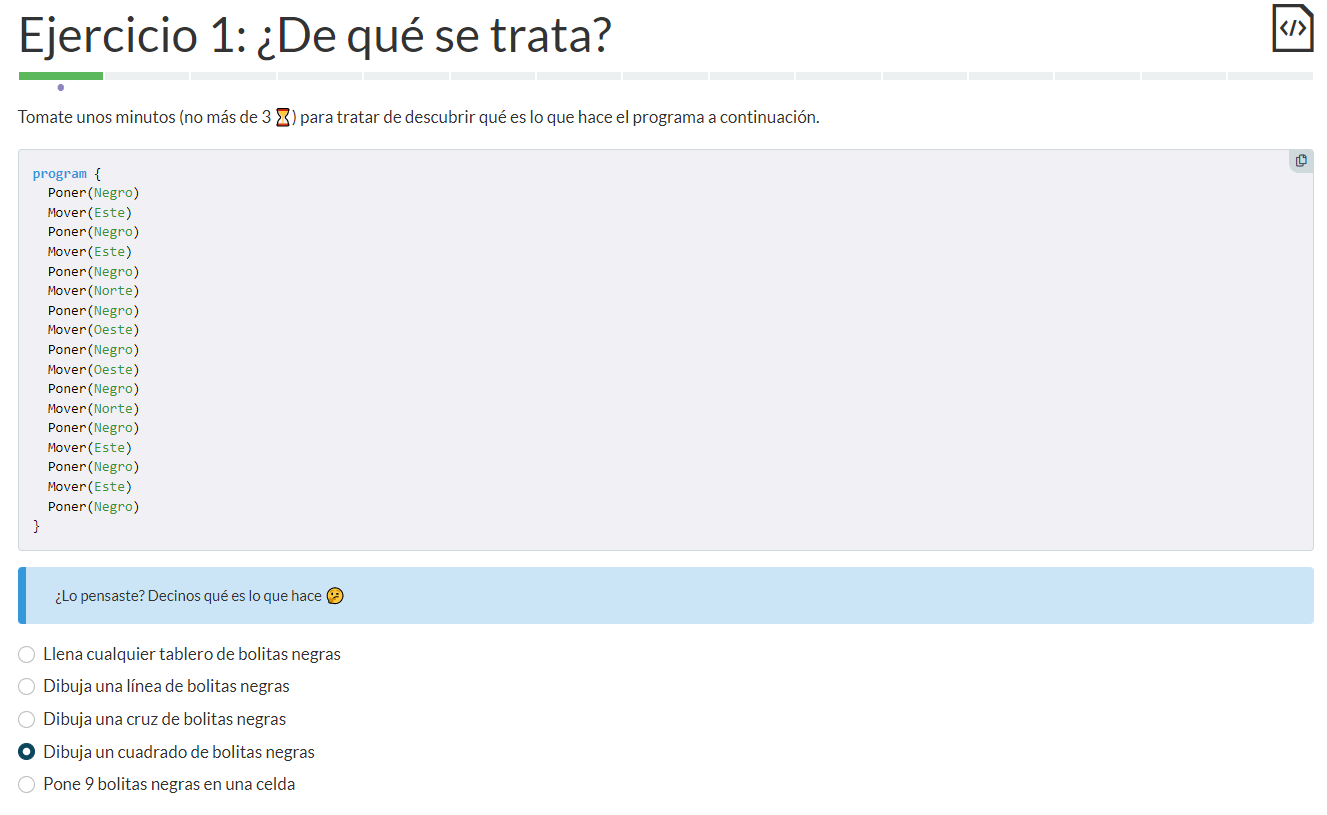 Ejercicio 1: ¿De qué se trata?
</>
Tomate unos minutos (no más de 3 ⏳) para tratar de descubrir qué es lo que hace el programa a continuación.
program {
  Poner(Negro)
  Mover(Este)
  Poner(Negro)
  Mover(Este)
  Poner(Negro)
  Mover(Norte)
  Poner(Negro)
  Mover(Oeste)
  Poner(Negro)
  Mover(Oeste)
  Poner(Negro)
  Mover(Norte)
  Poner(Negro)
  Mover(Este)
  Poner(Negro)
  Mover(Este)
  Poner(Negro)
}
¿Lo pensaste? Decinos qué es lo que hace 🤔
Llena cualquier tablero de bolitas negras
Dibuja una línea de bolitas negras
Dibuja una cruz de bolitas negras
Dibuja un cuadrado de bolitas negras
Pone 9 bolitas negras en una celda